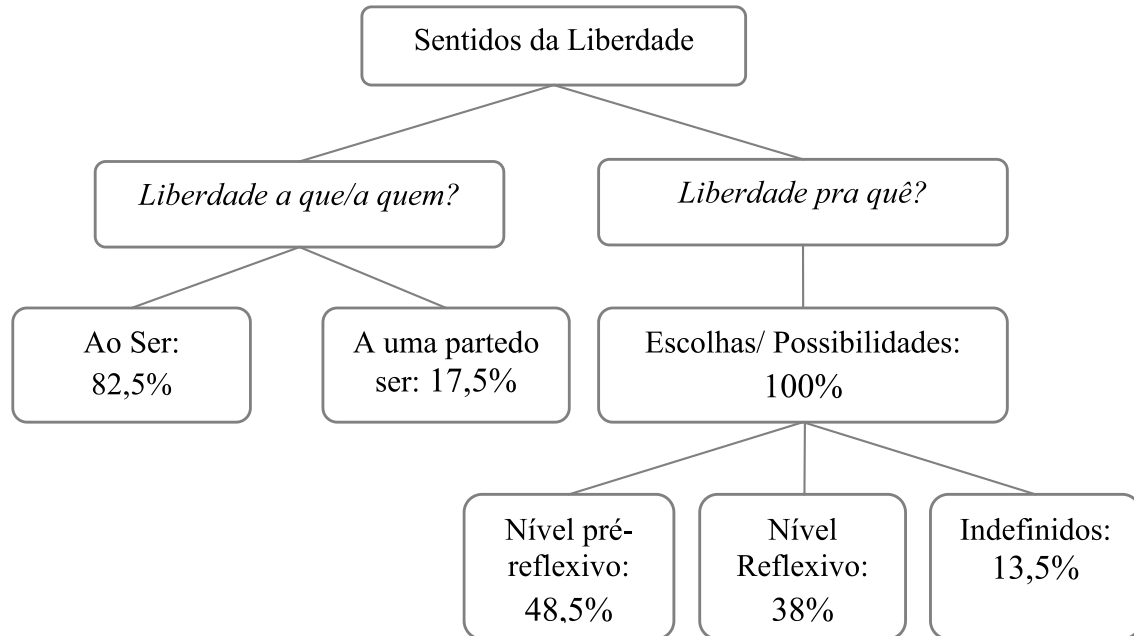 Sentidos da Liberdade
Liberdade a que/a quem?
Liberdade pra quê?
Ao Ser:
82,5%
A uma partedo
ser: 17,5%
Escolhas/ Possibilidades:
100%
Nível pré-
reflexivo:
48,5%
Nível
Reflexivo:
38%
Indefinidos:
13,5%